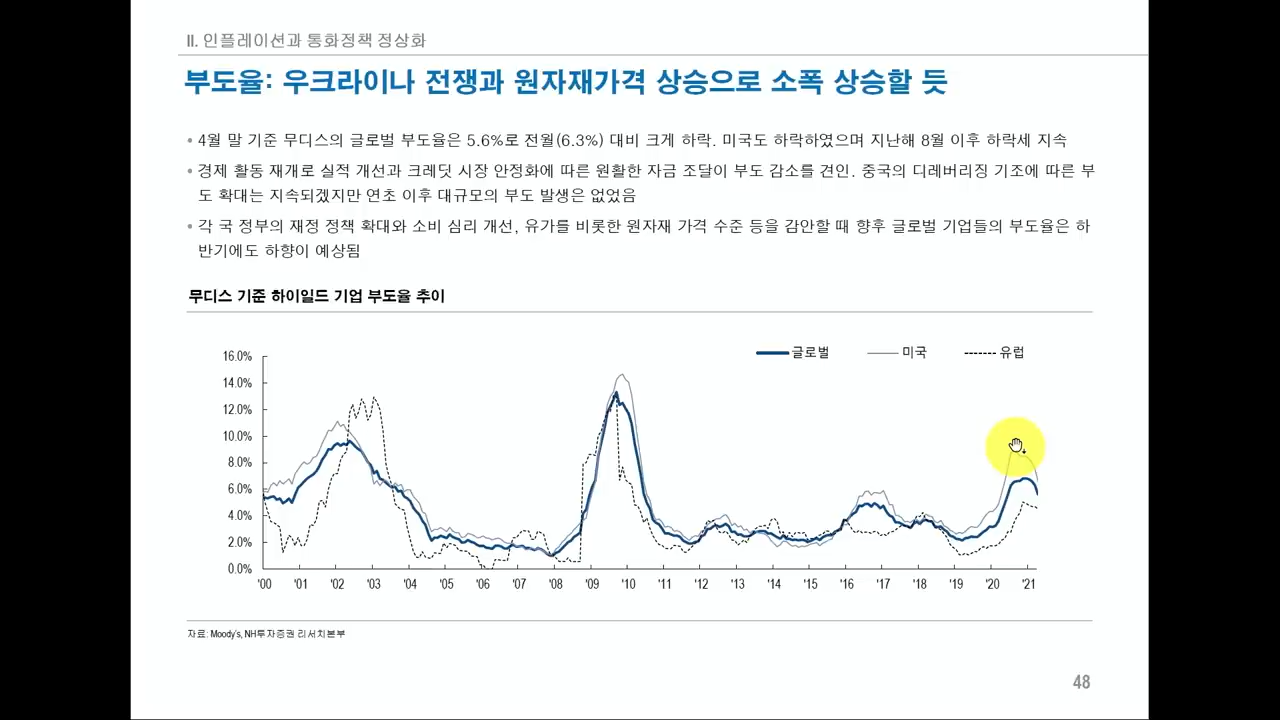 II. 인플레이션과 통화정책 정상화
부도율: 우크라이나 전쟁과 원자재가격 상승으로 소폭 상승할 듯
• 4월 말 기준 무디스의 글로벌 부도율은 5.6%로 전월(6.3%) 대비 크게 하락. 미국도 하락하였으며 지난해 8월 이후 하락세 지속
• 경제 활동 재개로 실적 개선과 크레딧 시장 안정화에 따른 원활한 자금 조달이 부도 감소를 견인. 중국의 디레버리징 기조에 따른 부
도 확대는 지속되겠지만 연초 이후 대규모의 부도 발생은 없었음
• 각 국 정부의 재정 정책 확대와 소비 심리 개선, 유가를 비롯한 원자재 가격 수준 등을 감안할 때 향후 글로벌 기업들의 부도율은 하
반기에도 하향이 예상됨
무디스 기준 하이일드 기업 부도율 추이
글로벌 미국 유럽
16.0%
14.0%
12.0%
10.0%
8.0%
6.0%
4.0%
2.0%
0.0%
'00 '01 '02 '03 '04 '05 '06 '07 '08 '09 '10 '11 '12 '13 '14 '15 '16 '17 '18 '19 '20 '21
자료: Moody's, NH투자증권 리서치본부
48